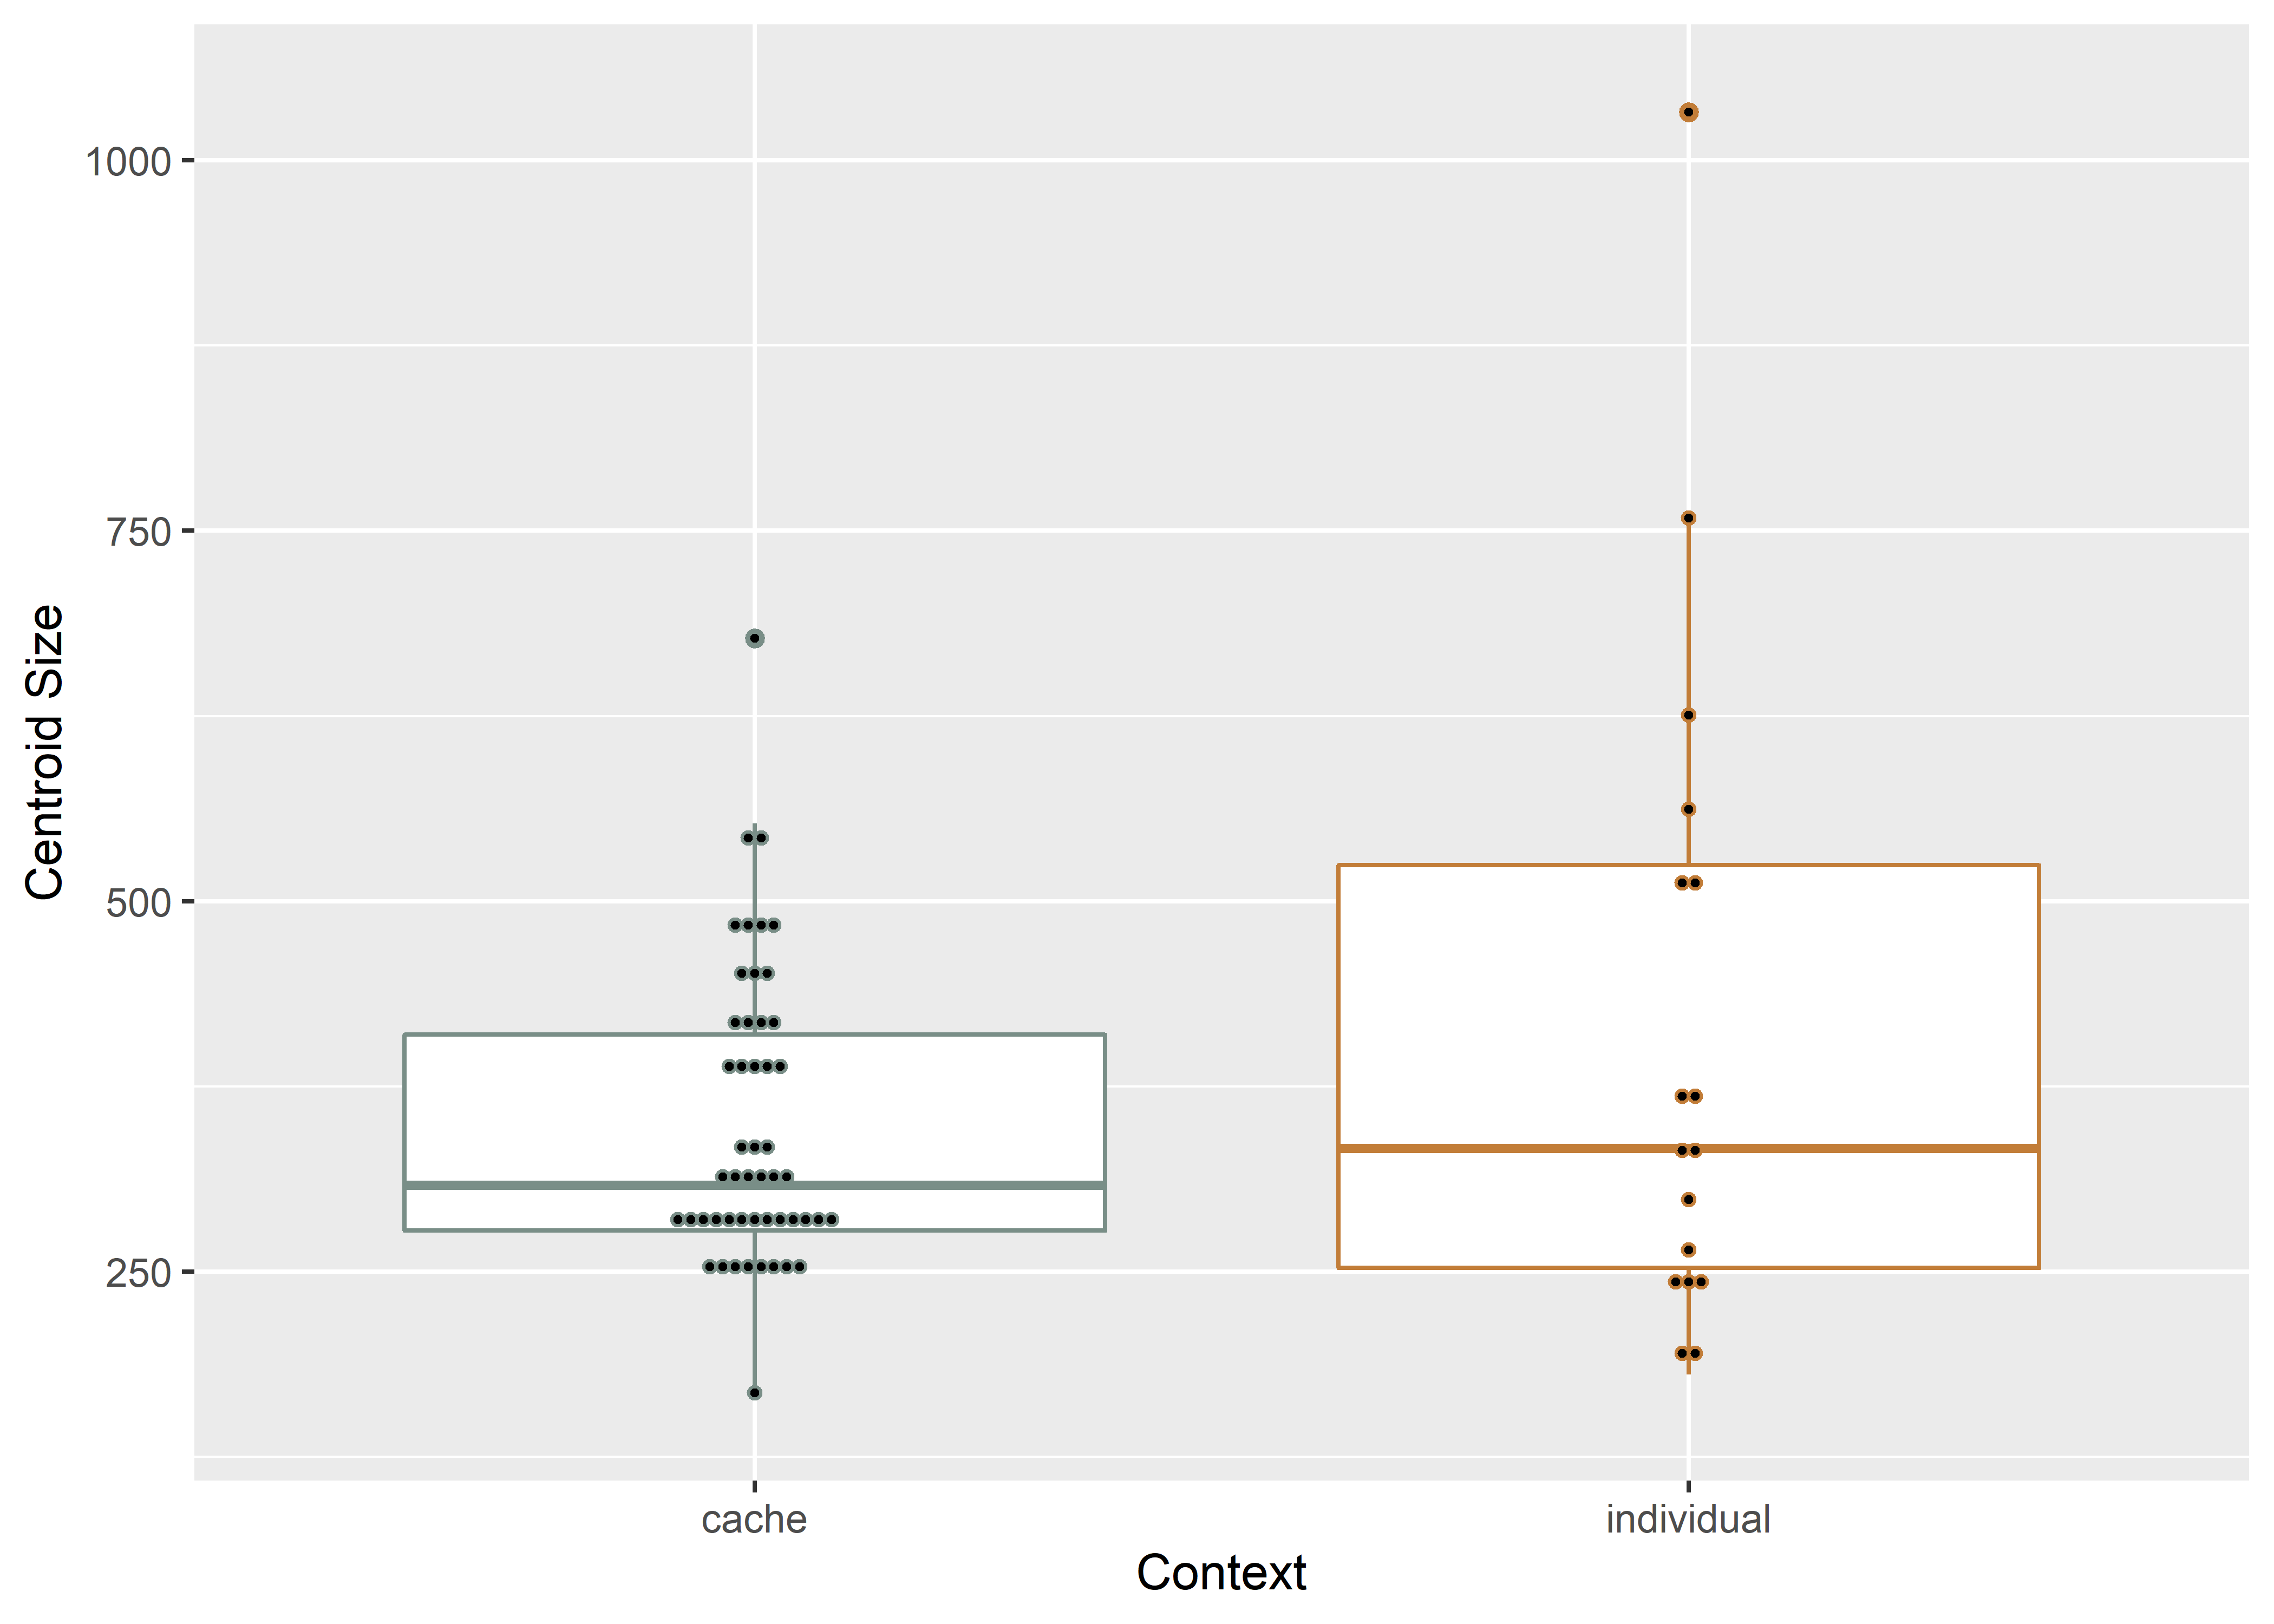 Centroid Size
1000
750
500
250
cache individual
Context